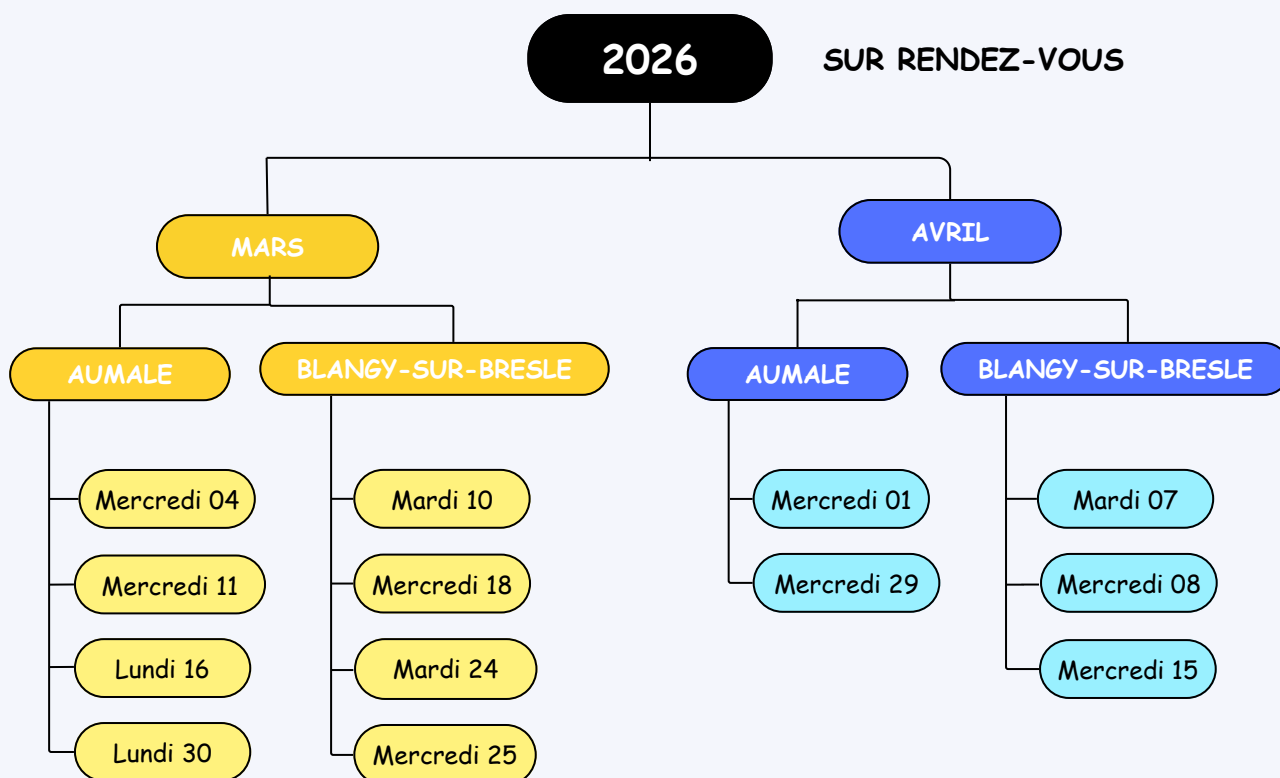 2026
SUR RENDEZ-VOUS
MARS
AUMALE
Mercredi 04
Mercredi 11
Lundi 16
Lundi 30
BLANGY-SUR-BRESLE
Mardi 10
Mercredi 18
Mardi 24
Mercredi 25
AVRIL
AUMALE
Mercredi 01
Mercredi 29
BLANGY-SUR-BRESLE
Mardi 07
Mercredi 08
Mercredi 15